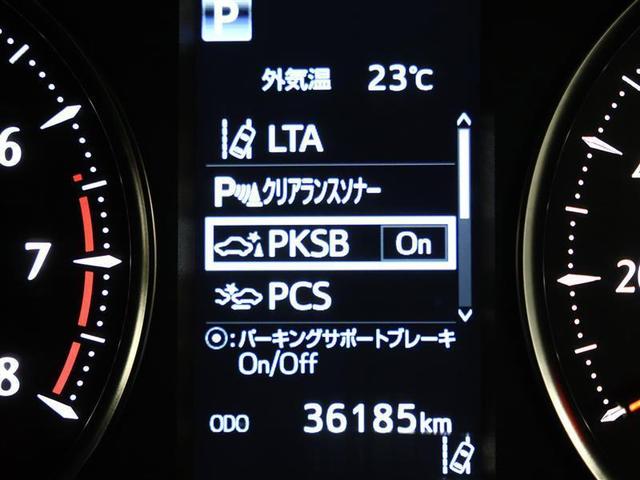 P
外気温 23℃
LTA
P クリアランスソナー
PKSB On
PCS
:パーキングサポートブレーキ
On/Off
ODO 36185km
6
7
8
20